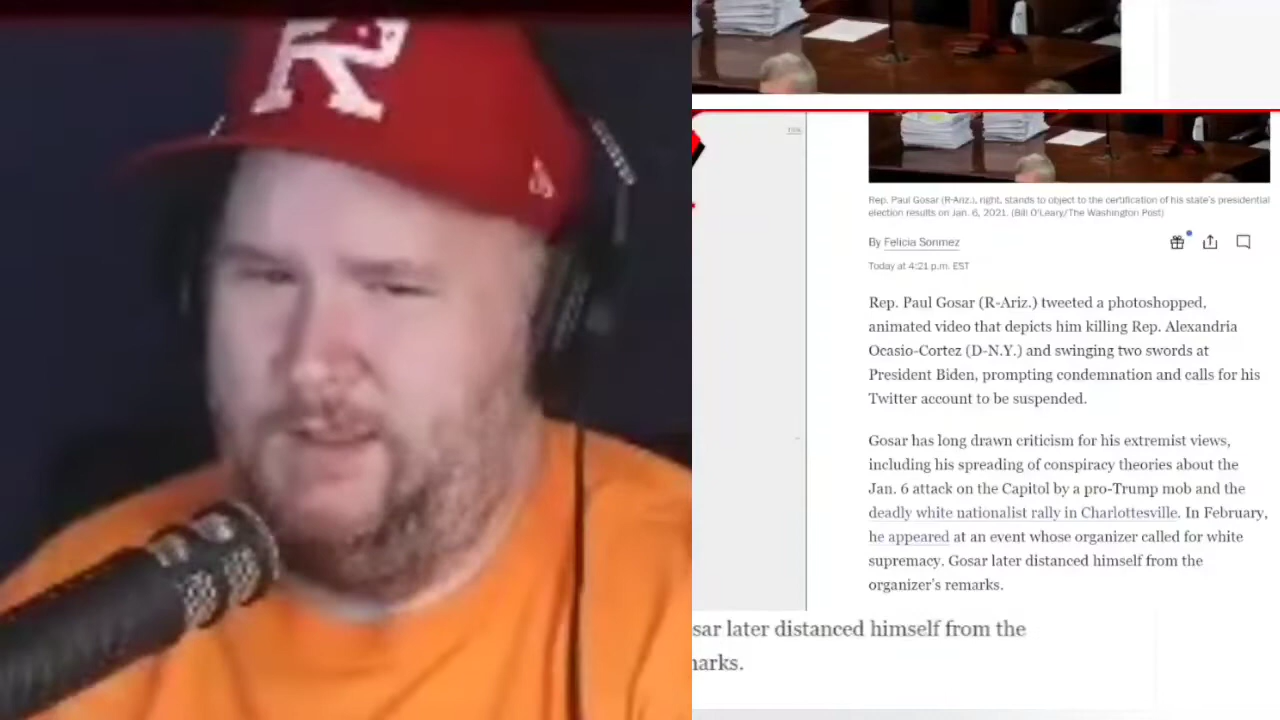 R
Rep. Paul Gosar (R-Ariz.), right, stands to object to the certification of his state's presidential
election results on Jan. 6, 2021. (Bill O'Leary/The Washington Post)
By Felicia Sonmez
Today at 4:21 p.m. EST
Rep. Paul Gosar (R-Ariz.) tweeted a photoshopped,
animated video that depicts him killing Rep. Alexandria
Ocasio-Cortez (D-N.Y.) and swinging two swords at
President Biden, prompting condemnation and calls for his
Twitter account to be suspended.
Gosar has long drawn criticism for his extremist views,
including his spreading of conspiracy theories about the
Jan. 6 attack on the Capitol by a pro-Trump mob and the
deadly white nationalist rally in Charlottesville. In February,
he appeared at an event whose organizer called for white
supremacy. Gosar later distanced himself from the
organizer's remarks.
sar later distanced himself from the
arks.